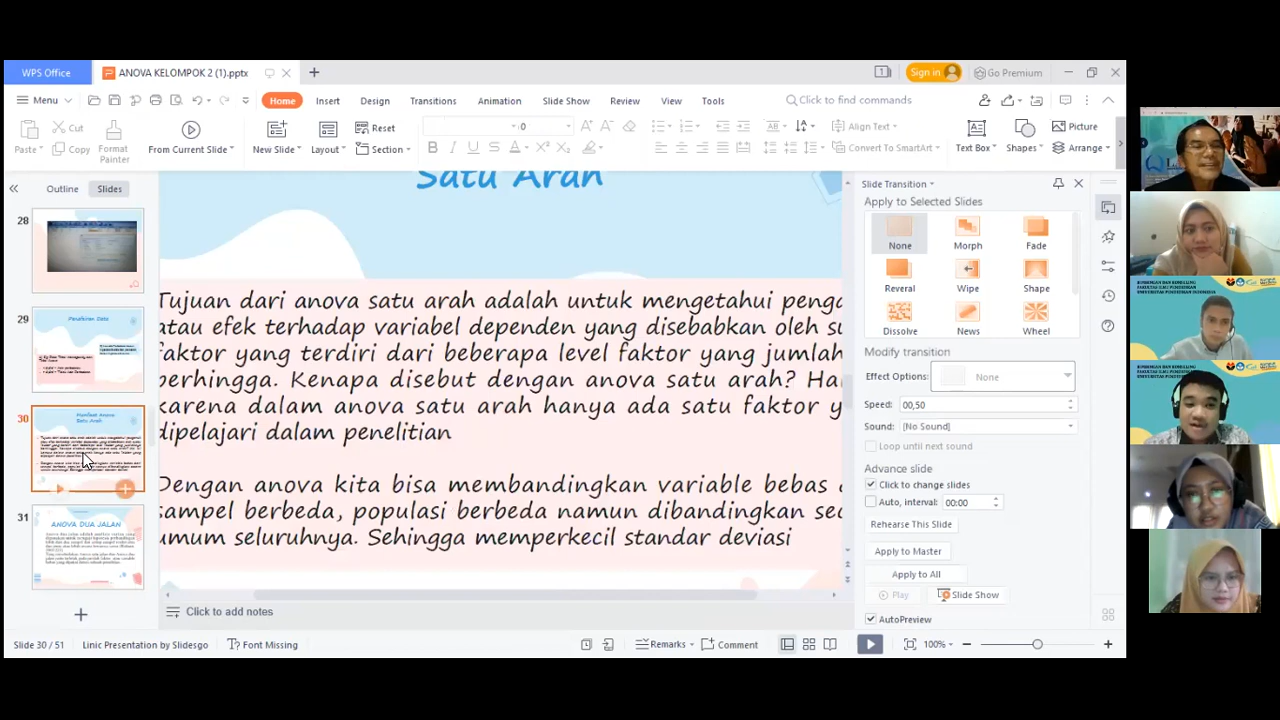 WPS Office
ANOVA KELOMPOK 2 (1).pptx
Sign in
Go Premium
Menu
Home
Insert
Design
Transitions
Animation
Slide Show
Review
View
Tools
Click to find commands
Paste
Cut
Copy
Format Painter
From Current Slide
New Slide
Layout
Reset
Section
0
Align Text
Convert To SmartArt
Text Box
Shapes
Picture
Arrange
Outline
Slides
28
29
Penafsiran Data
30
Manfaat Anova
Satu Arah
31
ANOVA DUA JALAN
Satu Arah
Tujuan dari anova satu arah ialah untuk mengetahui
atau efek terhadap variabel dependen yang disebabkan oleh
faktor yang terdiri dari beberapa level faktor yang jumlah
berhingga. Kenapa disebut dengan anova satu arah?
karena dalam anova satu arah hanya ada satu faktor
dipelajari dalam penelitian
Dengan anova kita bisa membandingkan variable bebas
sampel berbeda, populasi berbeda namun dibandingkan
umum seluruhnya. Sehingga memperkecil standar deviasi
Click to add notes
Slide Transition
Apply to Selected Slides
None
Morph
Fade
Reveral
Wipe
Shape
Dissolve
News
Wheel
Modify transition
Effect Options:
None
Speed:
00,50
Sound:
[No Sound]
Loop until next sound
Advance slide
Click to change slides
Auto, interval:
00:00
Rehearse This Slide
Apply to Master
Apply to All
Play
Slide Show
AutoPreview
Slide 30 / 51
Linic Presentation by Slidesgo
Font Missing
Remarks
Comment
100%